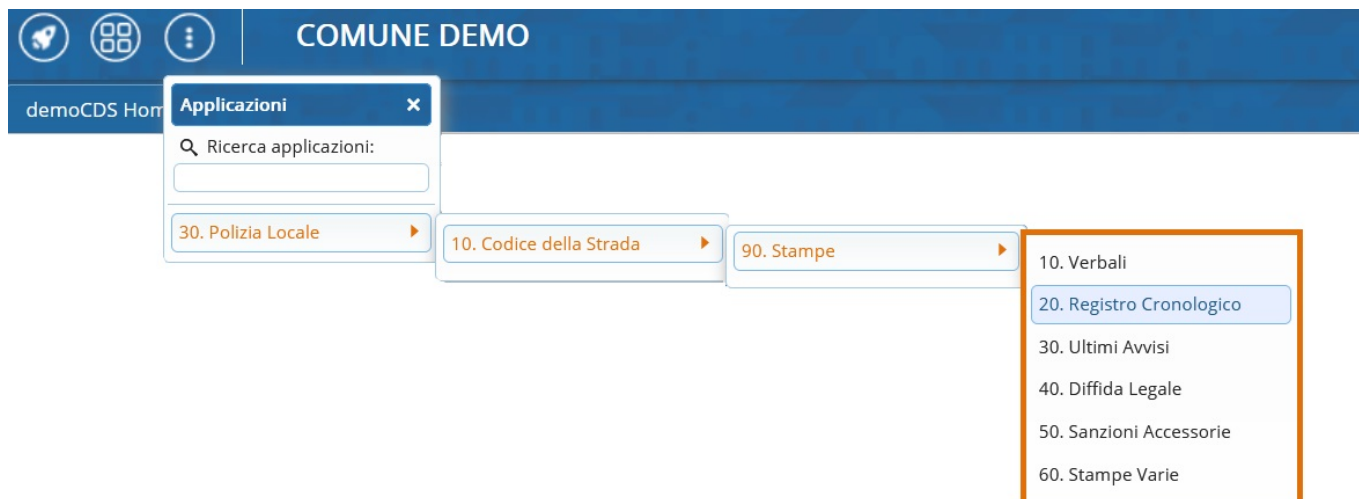 COMUNE DEMO
demoCDS Hom
Applicazioni
Ricerca applicazioni:
30. Polizia Locale
10. Codice della Strada
90. Stampe
10. Verbali
20. Registro Cronologico
30. Ultimi Avvisi
40. Diffida Legale
50. Sanzioni Accessorie
60. Stampe Varie